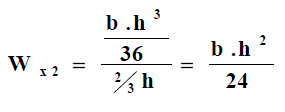 W x 2 = (b . h ³ / 36) / (²⁄₃ h) = b . h ² / 24